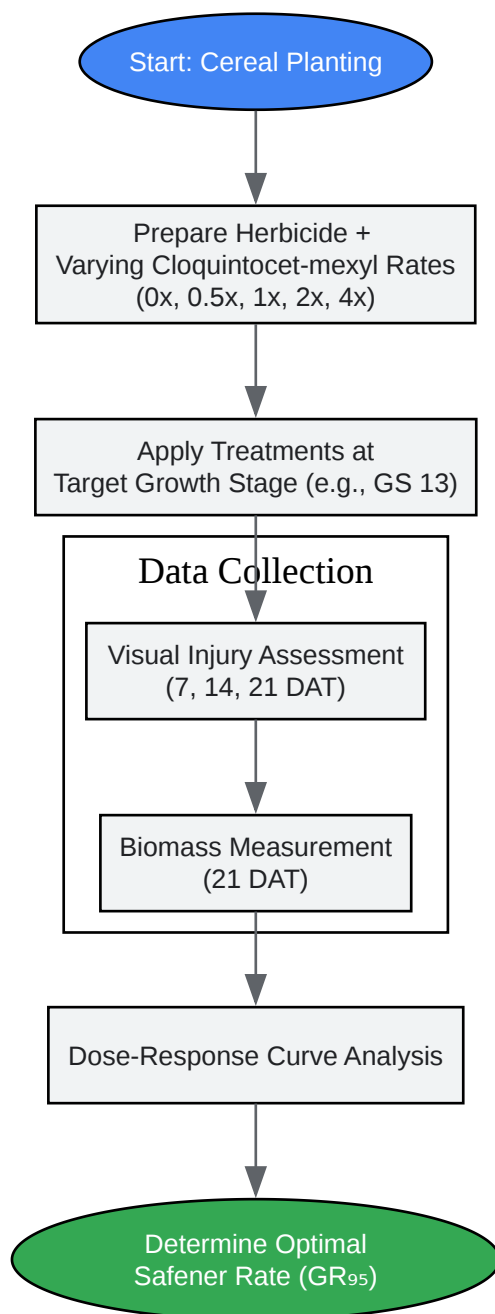 Start: Cereal Planting
Prepare Herbicide +
Varying Cloquintocet-mexyl Rates
(0x, 0.5x, 1x, 2x, 4x)
Apply Treatments at
Target Growth Stage (e.g., GS 13)
Data Collection
Visual Injury Assessment
(7, 14, 21 DAT)
Biomass Measurement
(21 DAT)
Dose-Response Curve Analysis
Determine Optimal
Safener Rate (GR₉₅)